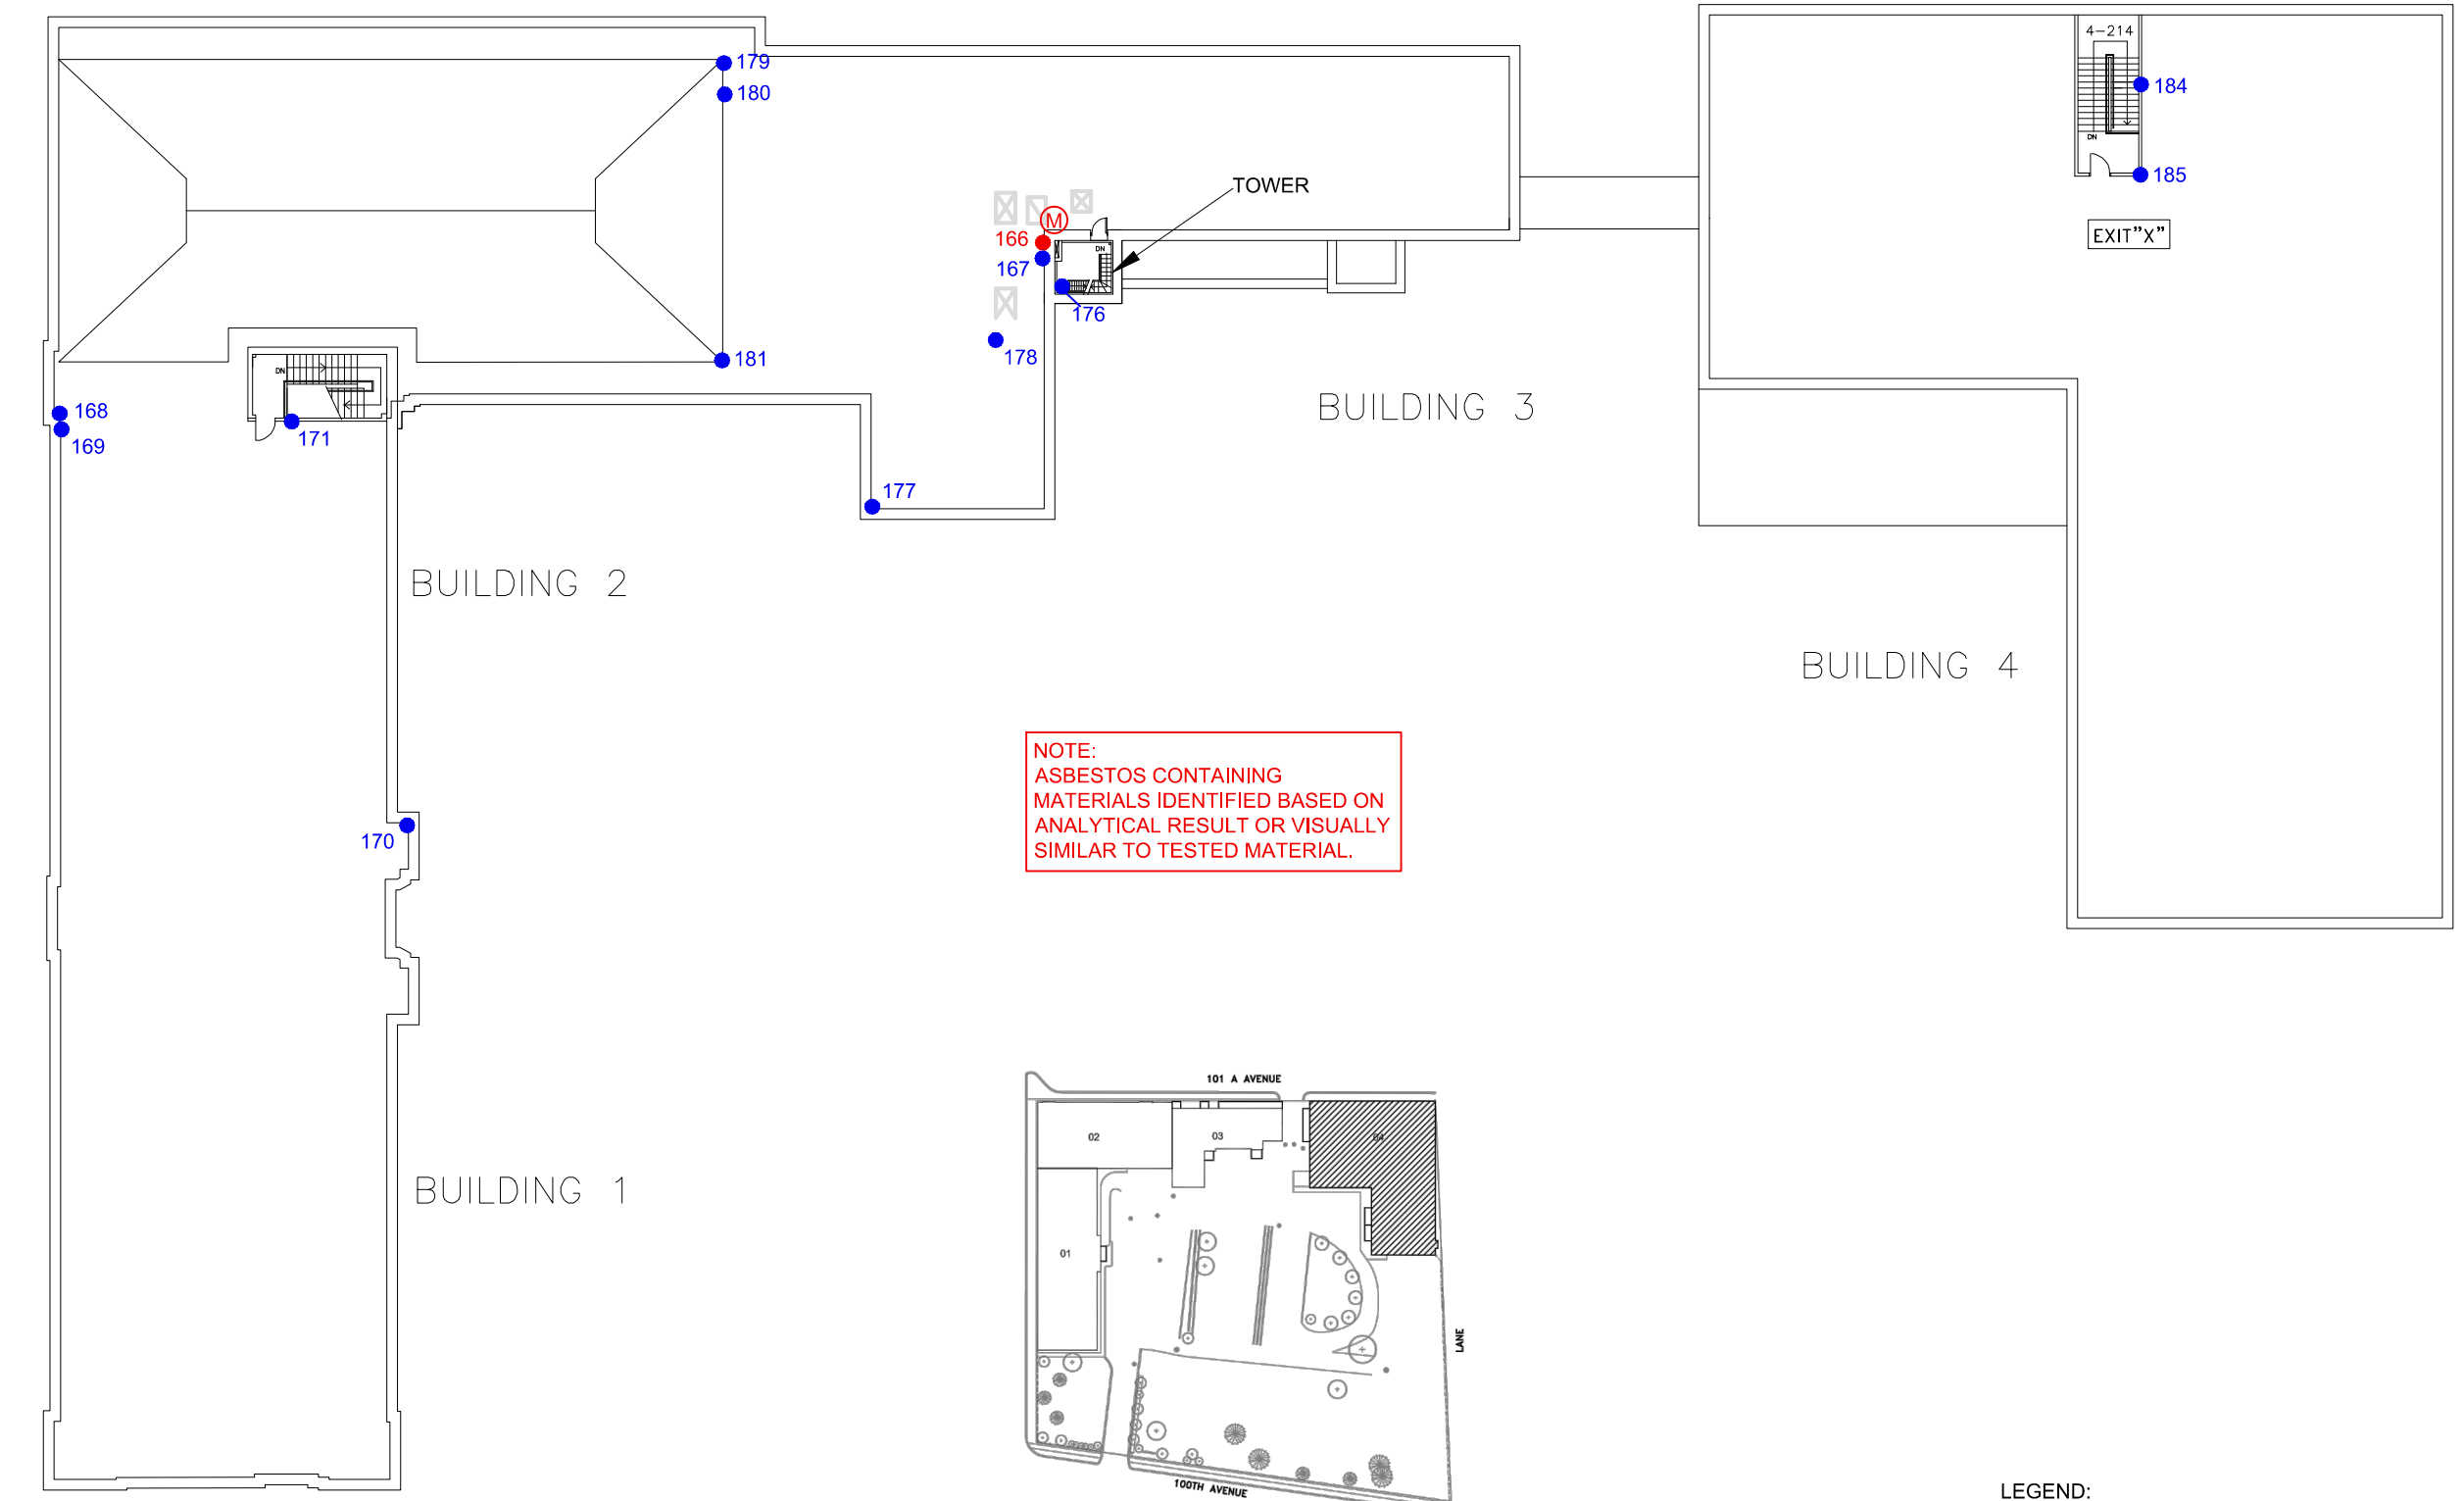 4-214
179
180
184
TOWER
185
M
166
DN
DN
EXIT"X"
167
176
178
181
DN
BUILDING 3
168
171
169
177
BUILDING 2
BUILDING 4
NOTE:
ASBESTOS CONTAINING
MATERIALS IDENTIFIED BASED ON
ANALYTICAL RESULT OR VISUALLY
SIMILAR TO TESTED MATERIAL.
170
101 A AVENUE
02
03
04
BUILDING 1
01
LANE
100TH AVENUE
LEGEND: